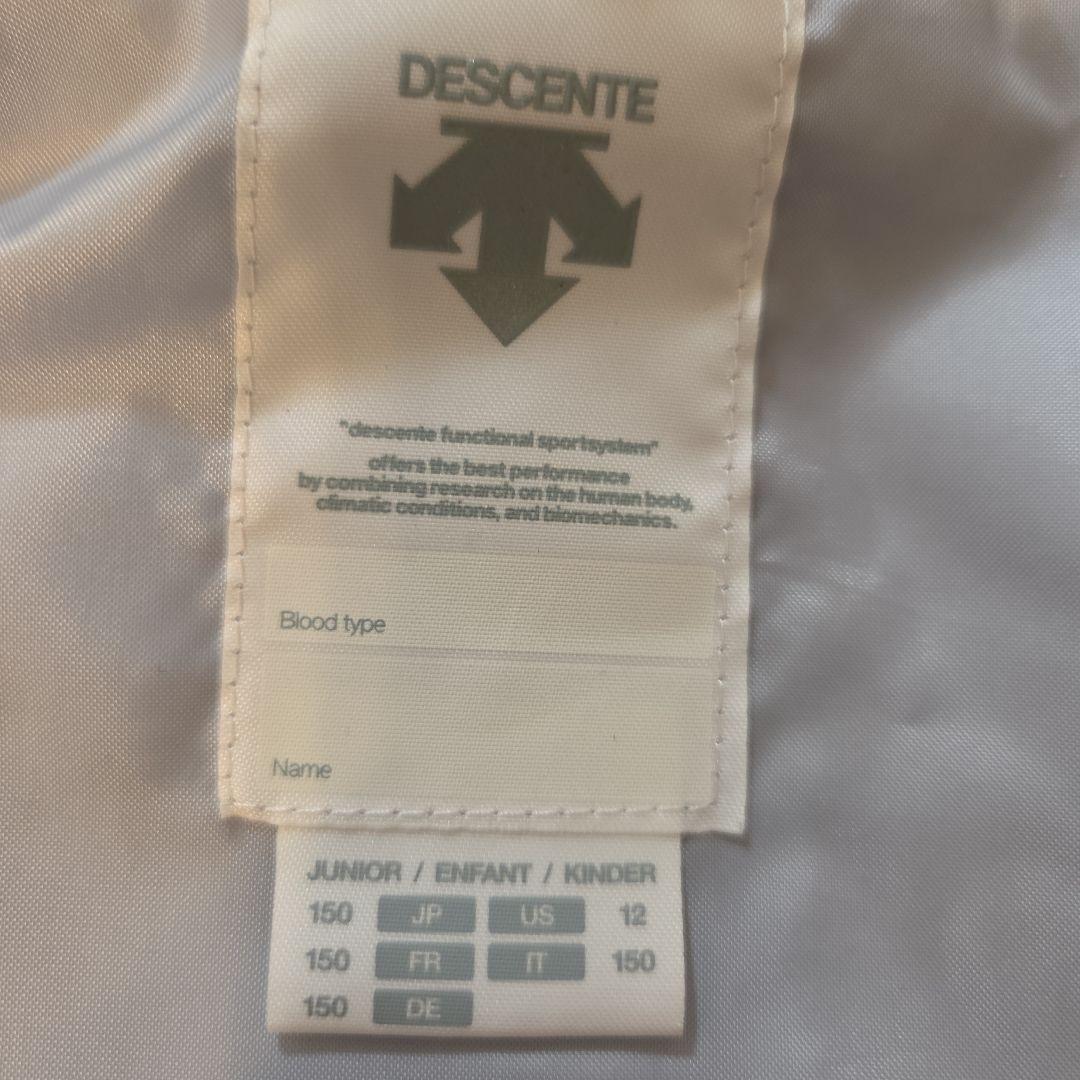 DESCENTE
"descente functional sportsystem"
offers the best performance
by combining research on the human body,
climatic conditions, and biomechanics.
Blood type
Name
JUNIOR / ENFANT / KINDER
150 JP US 12
150 FR IT 150
150 DE